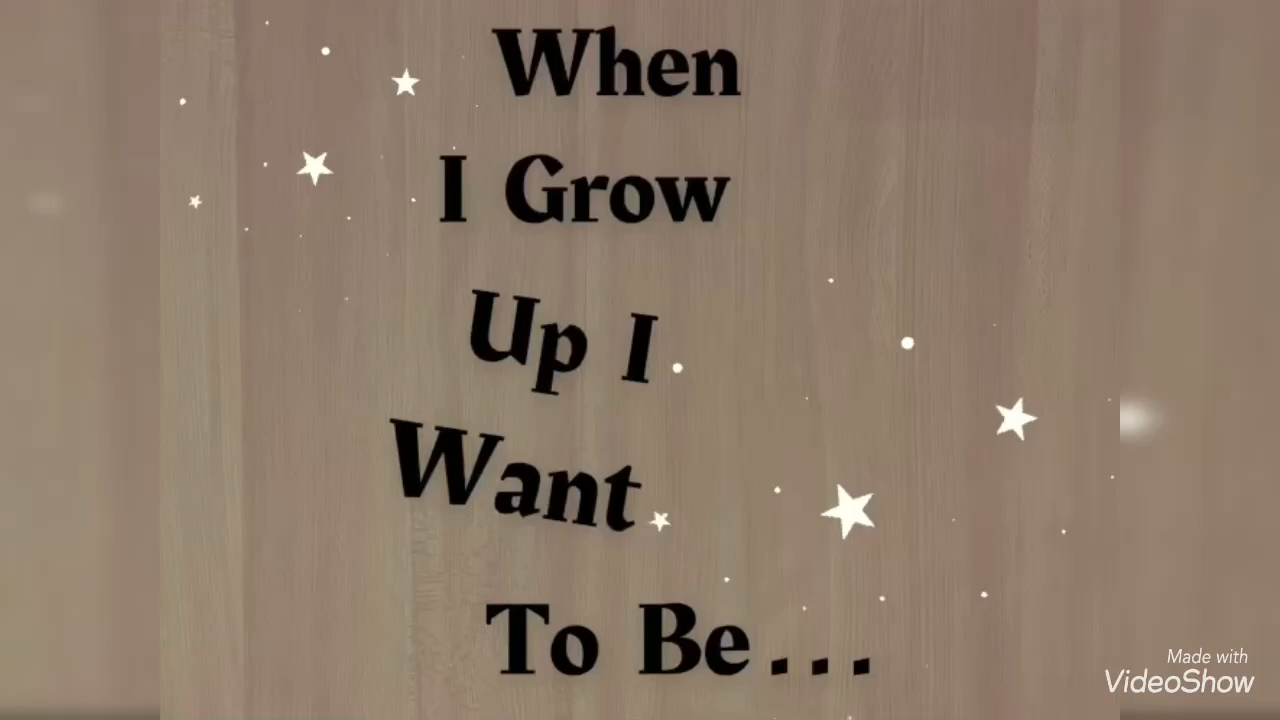 When
I Grow
Up I
Want
To Be...
Made with
VideoShow